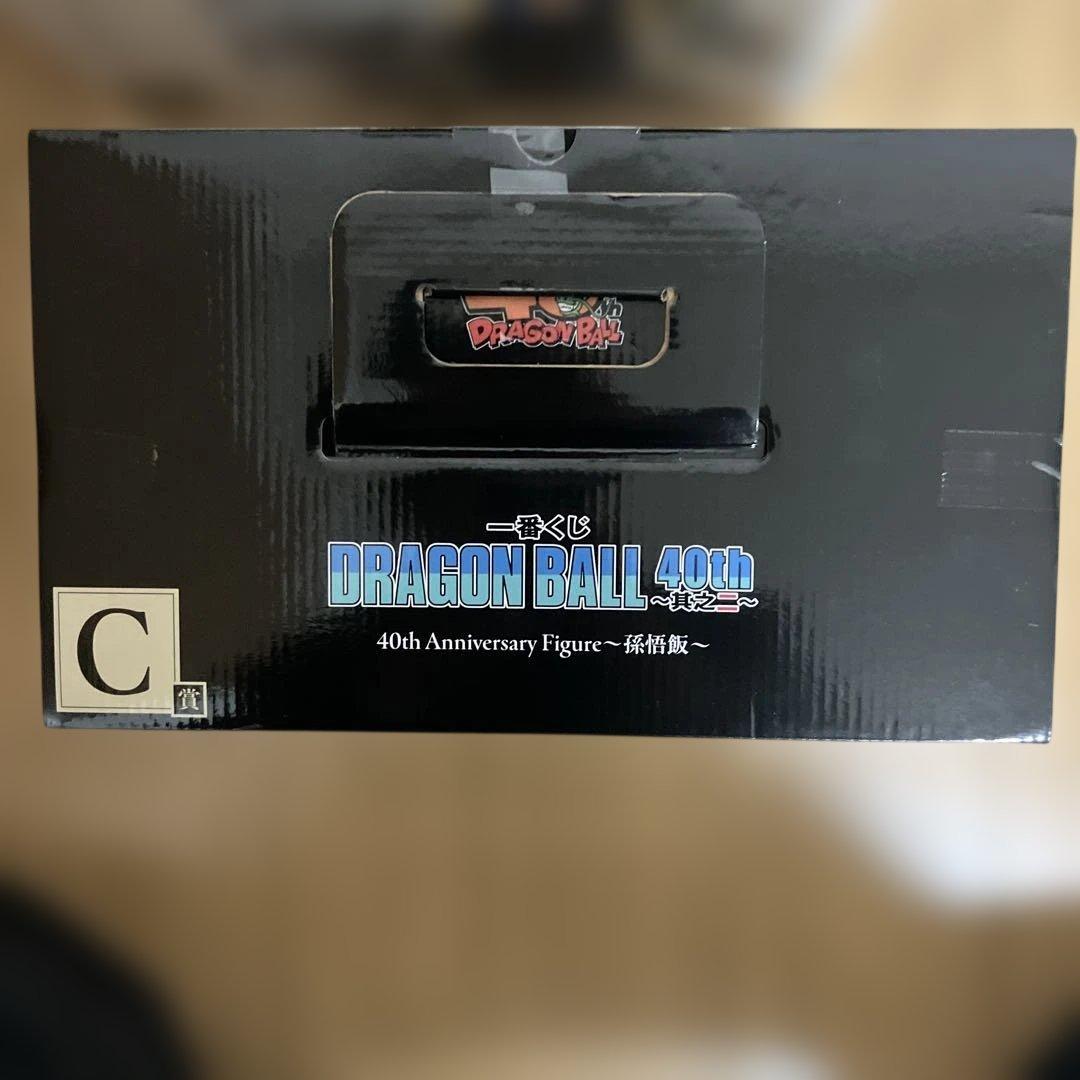 th
DRAGON BALL
一番くじ
DRAGON BALL 40th
～其之二～
40th Anniversary Figure～孫悟飯～
C
賞